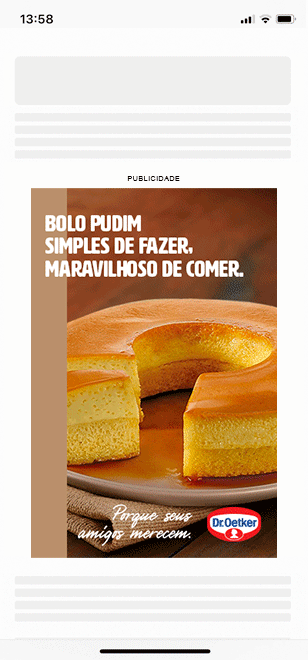 13:58
PUBLICIDADE
BOLO PUDIM
SIMPLES DE FAZER,
MARAVILHOSO DE COMER.
Porque seus
amigos merecem.
Dr.Oetker